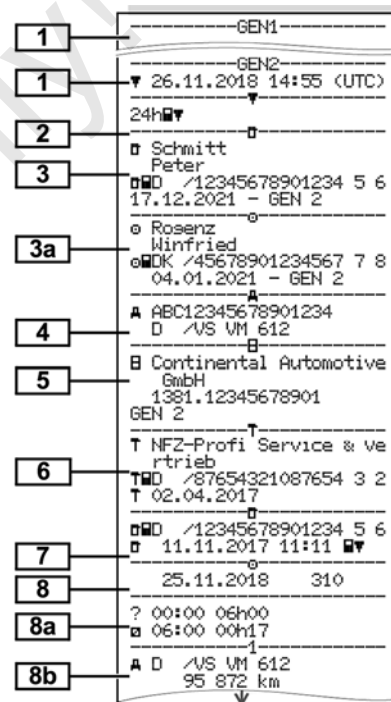 1 -----------GEN1-----------
-----------GEN2-----------
1 ▼ 26.11.2018 14:55 (UTC)
------------▼------------
24h▼
2
Schmitt
Peter
3 D /12345678901234 5 6
17.12.2021 - GEN 2
Rogenz
Winfried
3a DK /45678901234567 7 8
04.01.2021 - GEN 2
A ABC12345678901234
4 D /VS VM 612
5 Continental Automotive
GmbH
1381.12345678901
GEN 2
T NFZ-Profi Service & Ve
rtrieb
6 T D /87654321087654 3 2
T 02.04.2017
D /12345678901234 5 6
7 11.11.2017 11:11 ▼
8 25.11.2018 310
8a ? 00:00 06h00
06:00 00h17
------------1------------
8b A D /VS VM 612
95 872 km